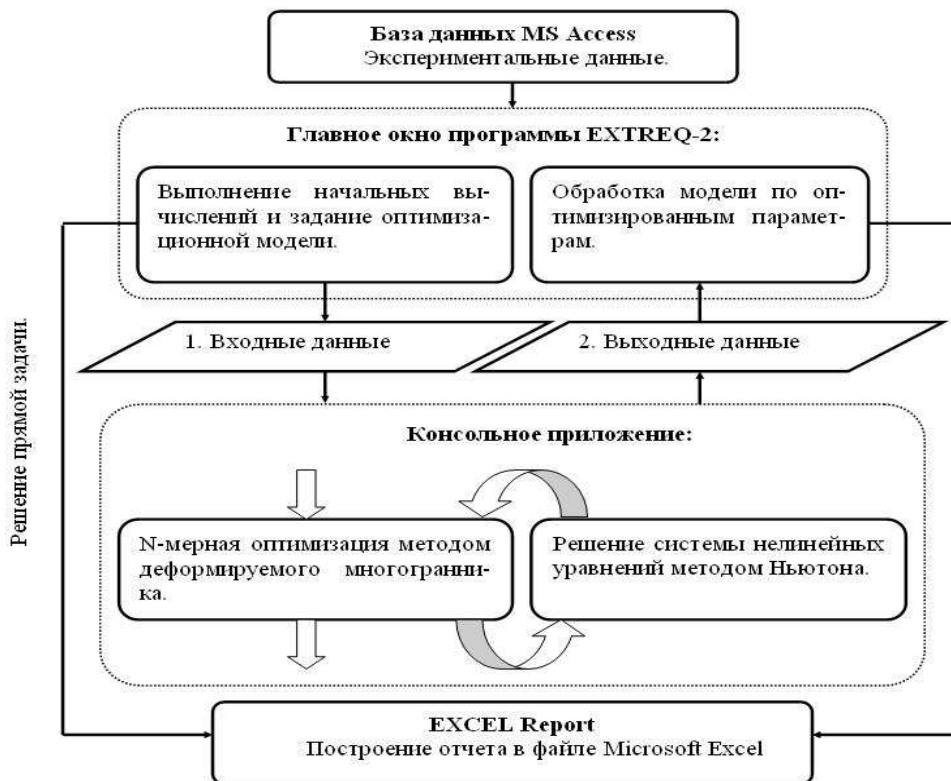 База данных MS Access
Экспериментальные данные.
Главное окно программы EXTREQ-2:
Выполнение начальных вы-
числений и задание оптимиза-
ционной модели.
Обработка модели по оп-
тимизированным парамет-
рам.
1. Входные данные
2. Выходные данные
Решение прямой задачи.
Консольное приложение:
N-мерная оптимизация методом
деформируемого многогранни-
ка.
Решение системы нелинейных
уравнений методом Ньютона.
EXCEL Report
Построение отчета в файле Microsoft Excel